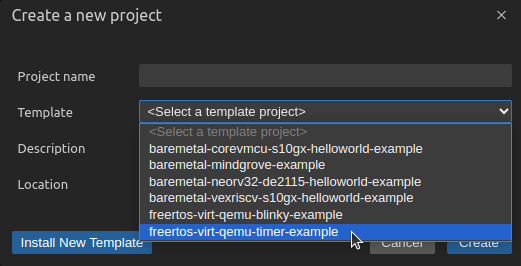 Create a new project
×
Project name
Template
<Select a template project>
<Select a template project>
baremetal-corevmcu-s10gx-helloworld-example
baremetal-mindgrove-example
baremetal-neorv32-de2115-helloworld-example
baremetal-vexriscv-s10gx-helloworld-example
freertos-virt-qemu-blinky-example
freertos-virt-qemu-timer-example
Description
Location
Install New Template
Cancel
Create